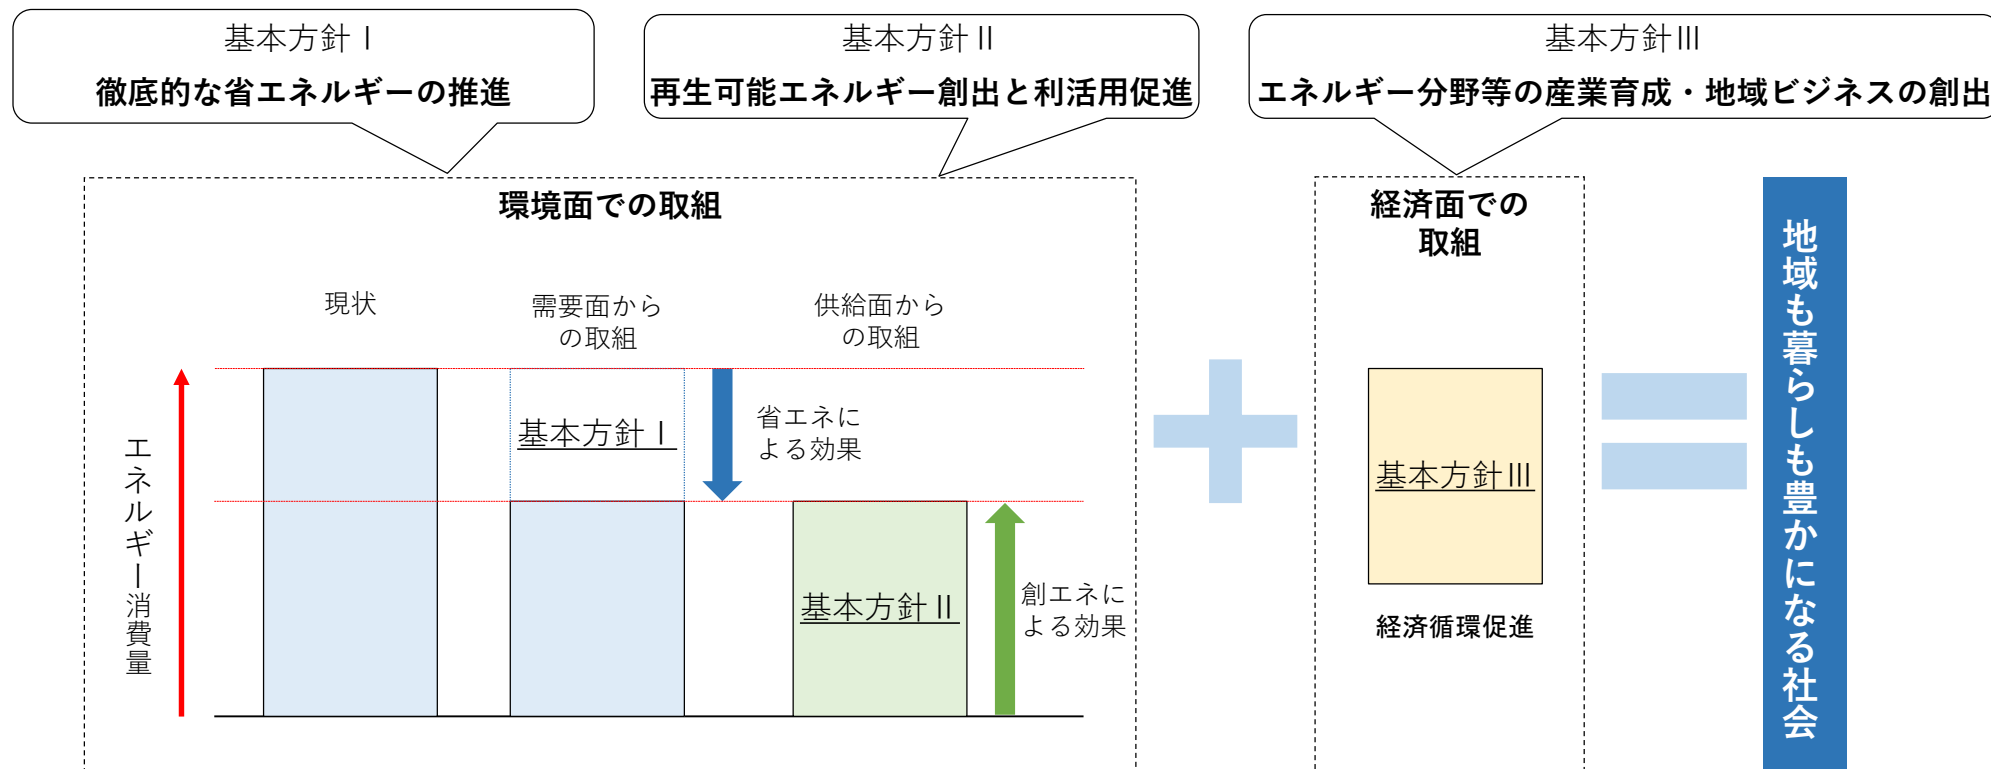 基本方針Ⅰ
徹底的な省エネルギーの推進
基本方針Ⅱ
再生可能エネルギー創出と利活用促進
基本方針Ⅲ
エネルギー分野等の産業育成・地域ビジネスの創出
環境面での取組
現状
需要面から
の取組
供給面から
の取組
エネルギー消費量
基本方針Ⅰ
省エネに
よる効果
基本方針Ⅱ
創エネに
よる効果
経済面での
取組
基本方針Ⅲ
経済循環促進
地域も暮らしも豊かになる社会